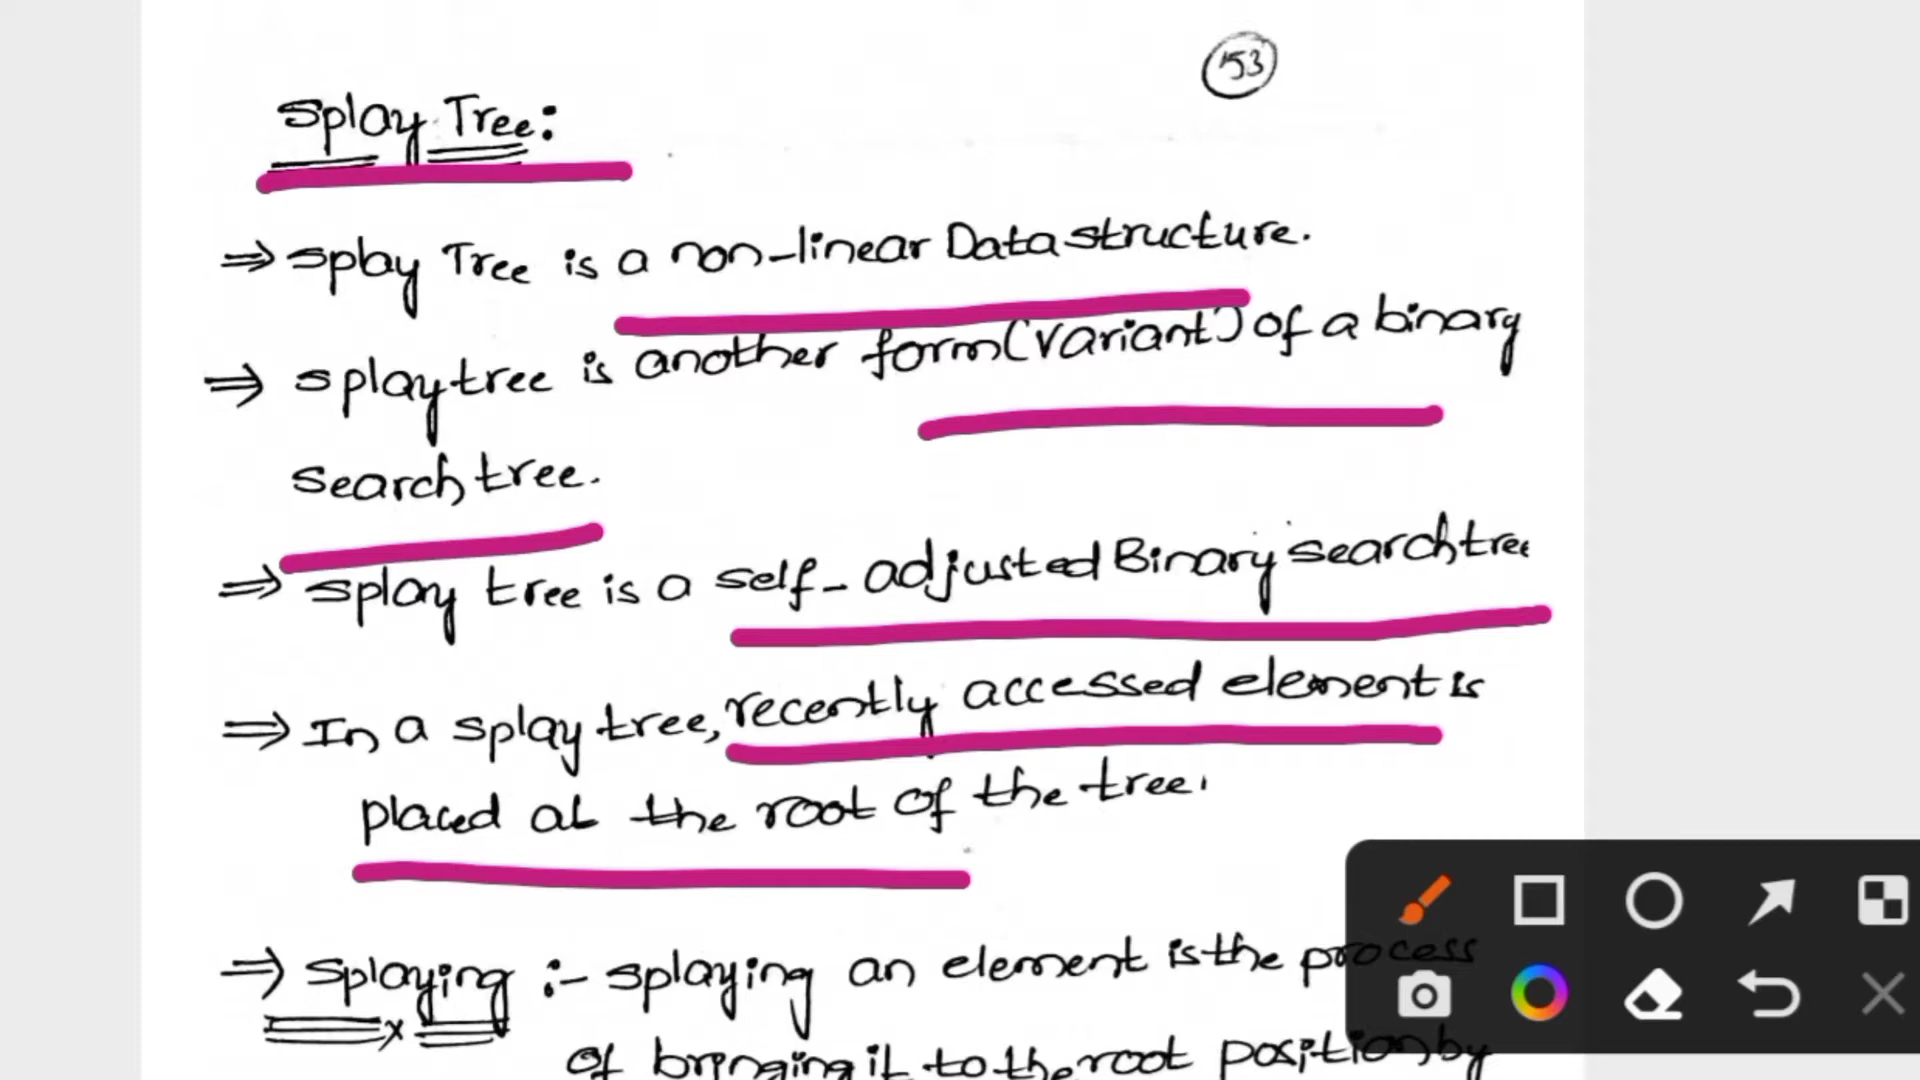 53
Splay Tree:
⇒ Splay Tree is a non-linear Data structure.
⇒ Splay tree is another form (Variant) of a binary
search tree.
⇒ Splay tree is a self-adjusted Binary search tree
⇒ In a splay tree, recently accessed element is
placed at the root of the tree.
⇒ Splaying :- splaying an element is the process
of bringing it to the root position by